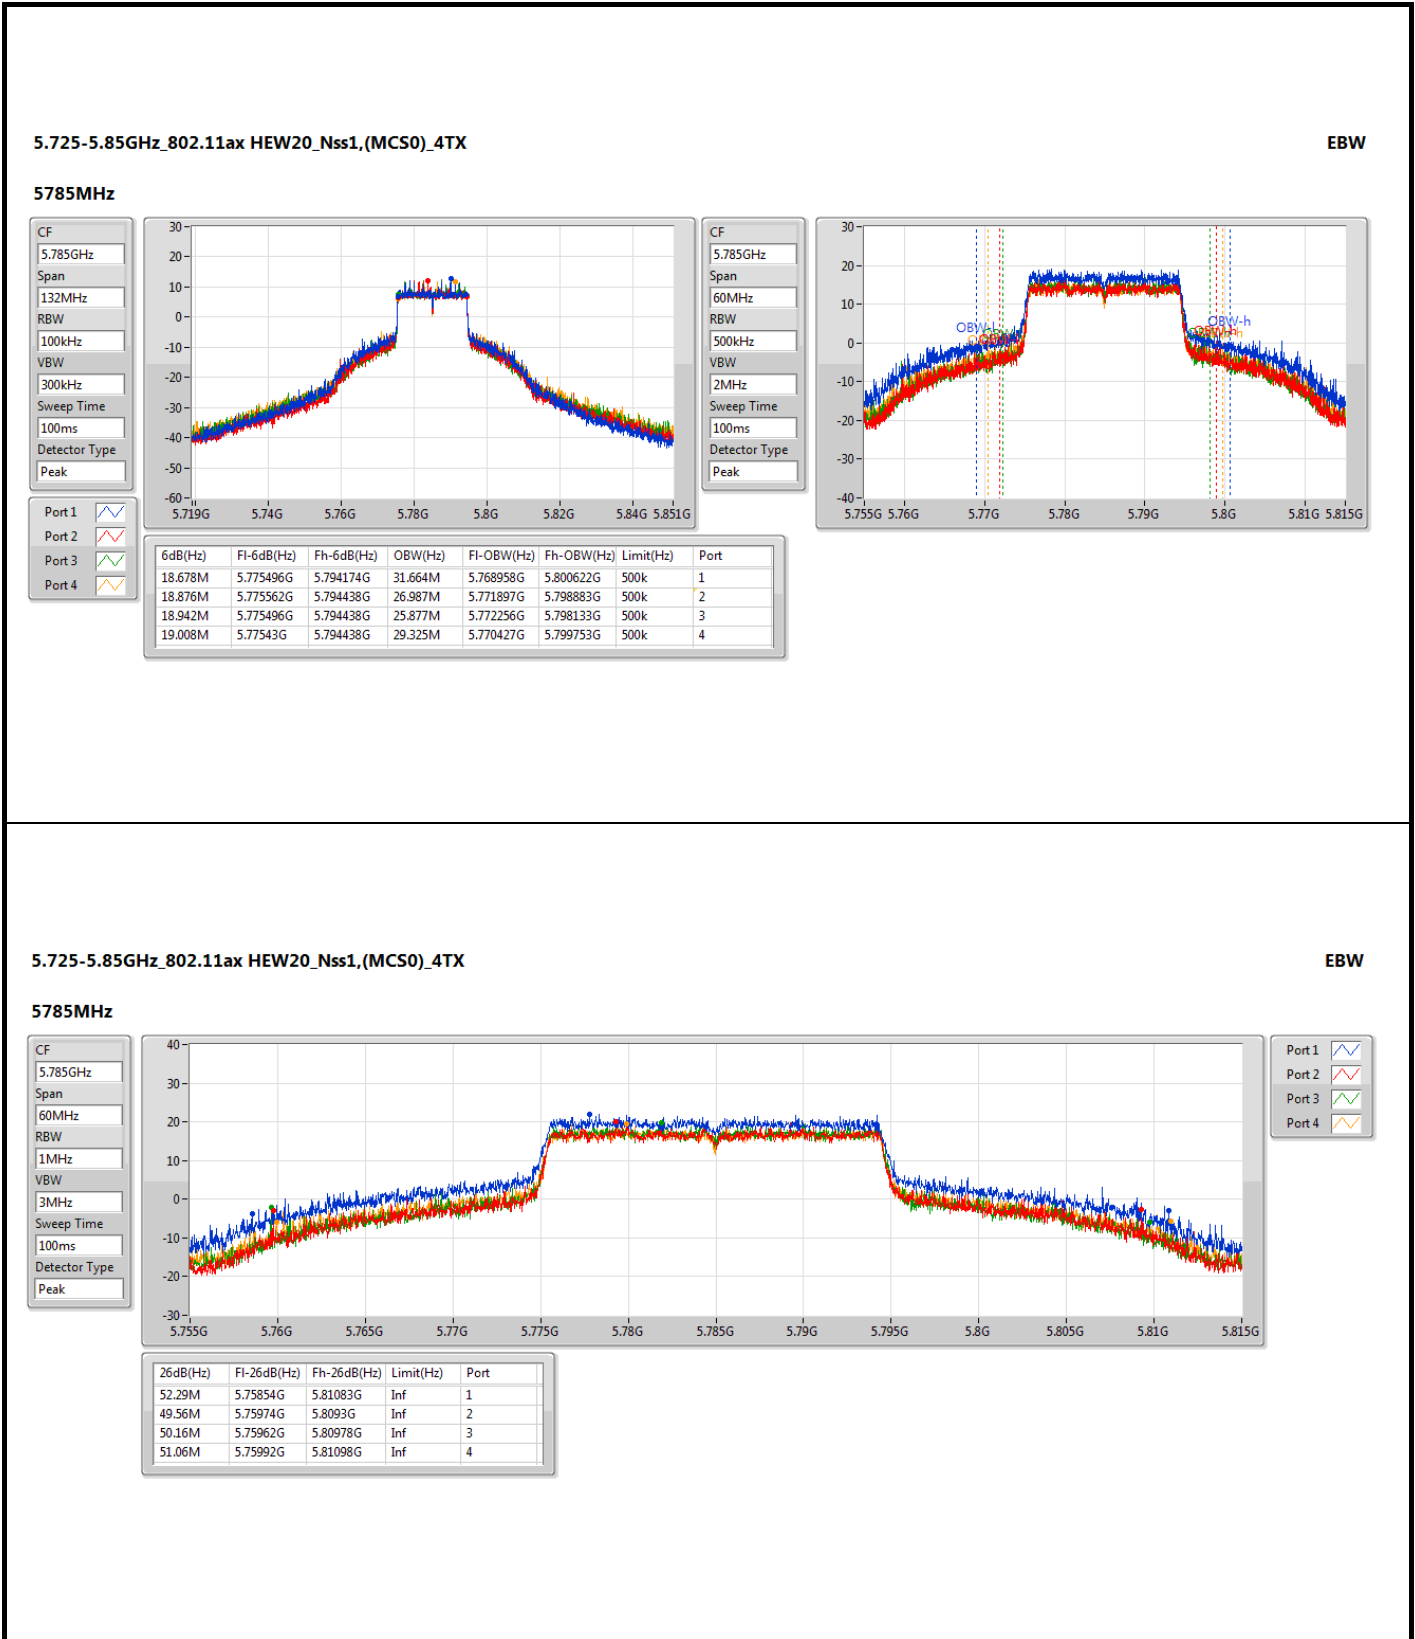 5.725-5.85GHz_802.11ax HEW20_Nss1,(MCS0)_4TX
EBW
5785MHz
CF
5.785GHz
Span
132MHz
RBW
100kHz
VBW
300kHz
Sweep Time
100ms
Detector Type
Peak
30
20
10
0
-10
-20
-30
-40
-50
-60
5.719G 5.74G 5.76G 5.78G 5.8G 5.82G 5.84G 5.851G
CF
5.785GHz
Span
60MHz
RBW
500kHz
VBW
2MHz
Sweep Time
100ms
Detector Type
Peak
30
20
10
0
-10
-20
-30
-40
OBW-h
5.755G 5.76G 5.77G 5.78G 5.79G 5.8G 5.81G 5.815G
Port 1
Port 2
Port 3
Port 4
6dB(Hz) Fl-6dB(Hz) Fh-6dB(Hz) OBW(Hz) Fl-OBW(Hz) Fh-OBW(Hz) Limit(Hz) Port
18.678M 5.775496G 5.794174G 31.664M 5.768958G 5.800622G 500k 1
18.876M 5.775562G 5.794438G 26.987M 5.771897G 5.798883G 500k 2
18.942M 5.775496G 5.794438G 25.877M 5.772256G 5.798133G 500k 3
19.008M 5.77543G 5.794438G 29.325M 5.770427G 5.799753G 500k 4
5.725-5.85GHz_802.11ax HEW20_Nss1,(MCS0)_4TX
EBW
5785MHz
CF
5.785GHz
Span
60MHz
RBW
1MHz
VBW
3MHz
Sweep Time
100ms
Detector Type
Peak
40
30
20
10
0
-10
-20
-30
5.755G 5.76G 5.765G 5.77G 5.775G 5.78G 5.785G 5.79G 5.795G 5.8G 5.805G 5.81G 5.815G
Port 1
Port 2
Port 3
Port 4
26dB(Hz) Fl-26dB(Hz) Fh-26dB(Hz) Limit(Hz) Port
52.29M 5.75854G 5.81083G Inf 1
49.56M 5.75974G 5.8093G Inf 2
50.16M 5.75962G 5.80978G Inf 3
51.06M 5.75992G 5.81098G Inf 4